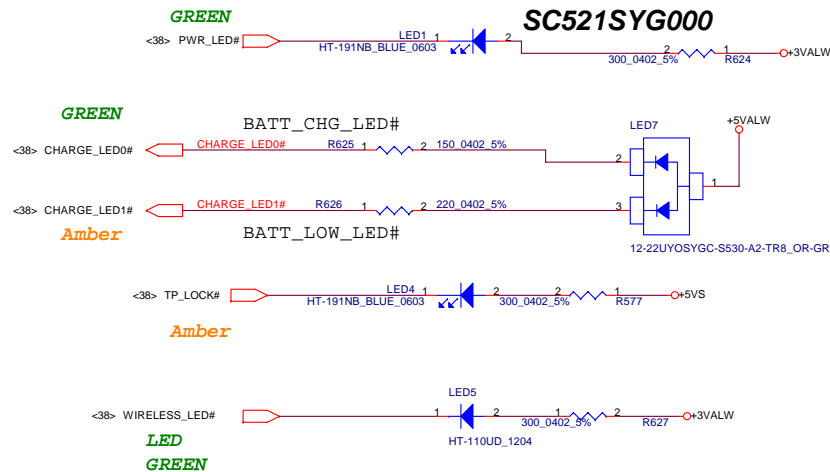 GREEN
SC521SYG000
<38> PWR_LED#
LED1
1
2
HT-191NB_BLUE_0603
2
1
300_0402_5%
R624
+3VALW
GREEN
BATT_CHG_LED#
LED7
+5VALW
<38> CHARGE_LED0#
CHARGE_LED0#
R625
1
2
150_0402_5%
2
1
<38> CHARGE_LED1#
CHARGE_LED1#
R626
1
2
220_0402_5%
3
Amber
BATT_LOW_LED#
12-22UYOSYGC-S530-A2-TR8_OR-GR
<38> TP_LOCK#
LED4
1
2
HT-191NB_BLUE_0603
2
1
300_0402_5%
R577
+5VS
Amber
LED5
<38> WIRELESS_LED#
1
2
1
2
300_0402_5%
R627
+3VALW
HT-110UD_1204
LED
GREEN